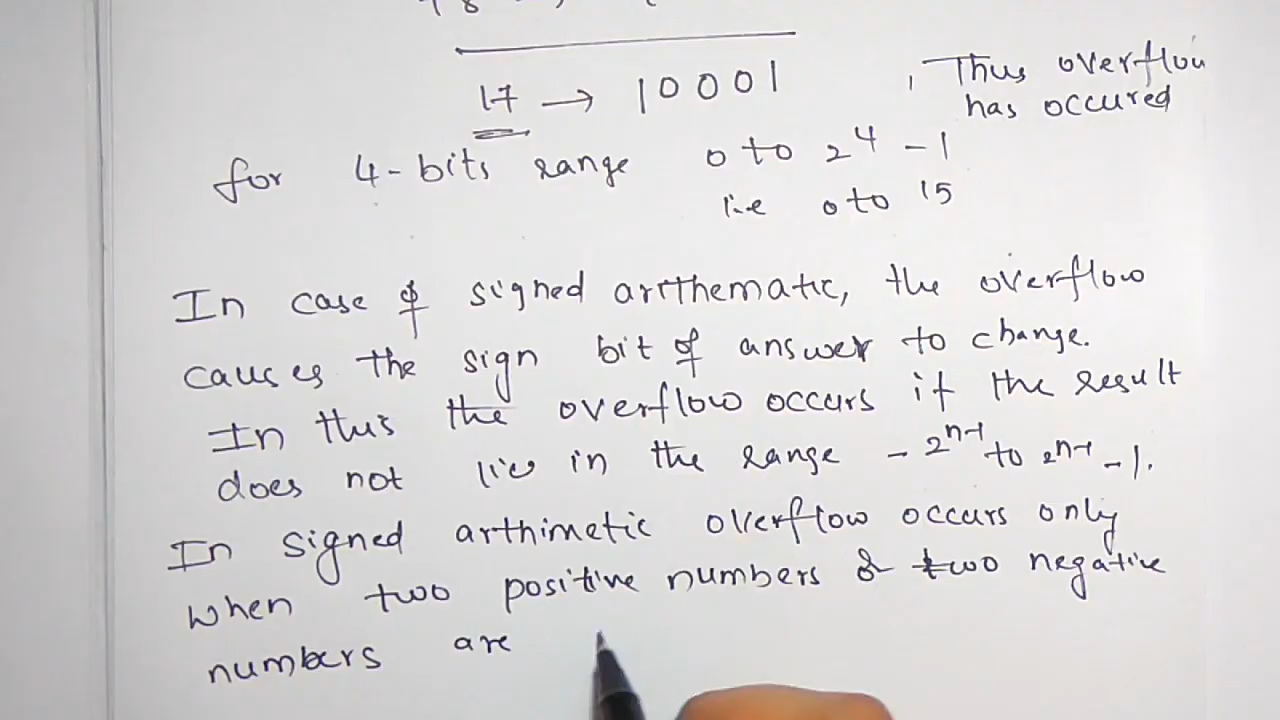 17 → 10001
, Thus overflow
has occured
for 4-bits range 0 to 2⁴ - 1
i.e 0 to 15
In case of signed arithematic, the overflow
causes the sign bit of answer to change.
In this the overflow occurs if the result
does not lie in the range - 2ⁿ⁻¹ to 2ⁿ⁻¹ - 1.
In signed arthimetic overflow occurs only
when two positive numbers & two negative
numbers are